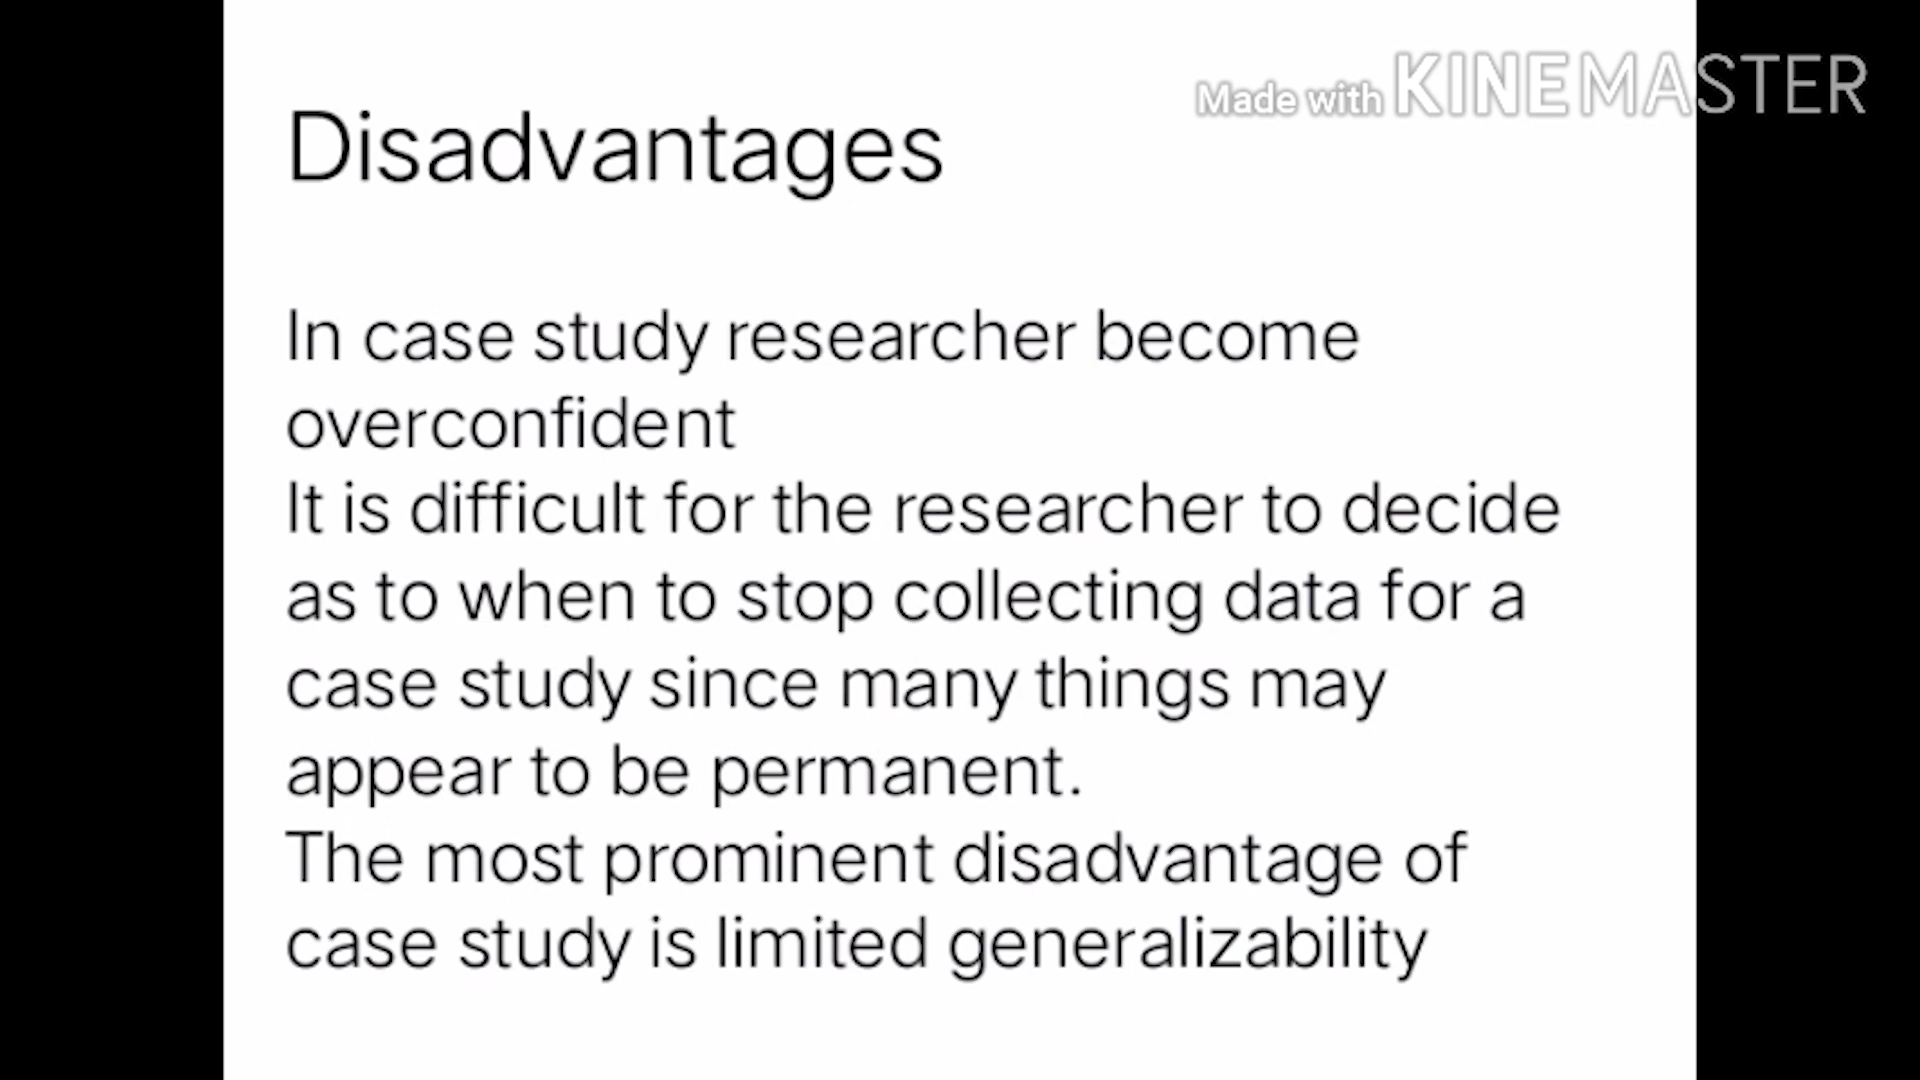 Made with KINEMASTER
Disadvantages
In case study researcher become
overconfident
It is difficult for the researcher to decide
as to when to stop collecting data for a
case study since many things may
appear to be permanent.
The most prominent disadvantage of
case study is limited generalizability